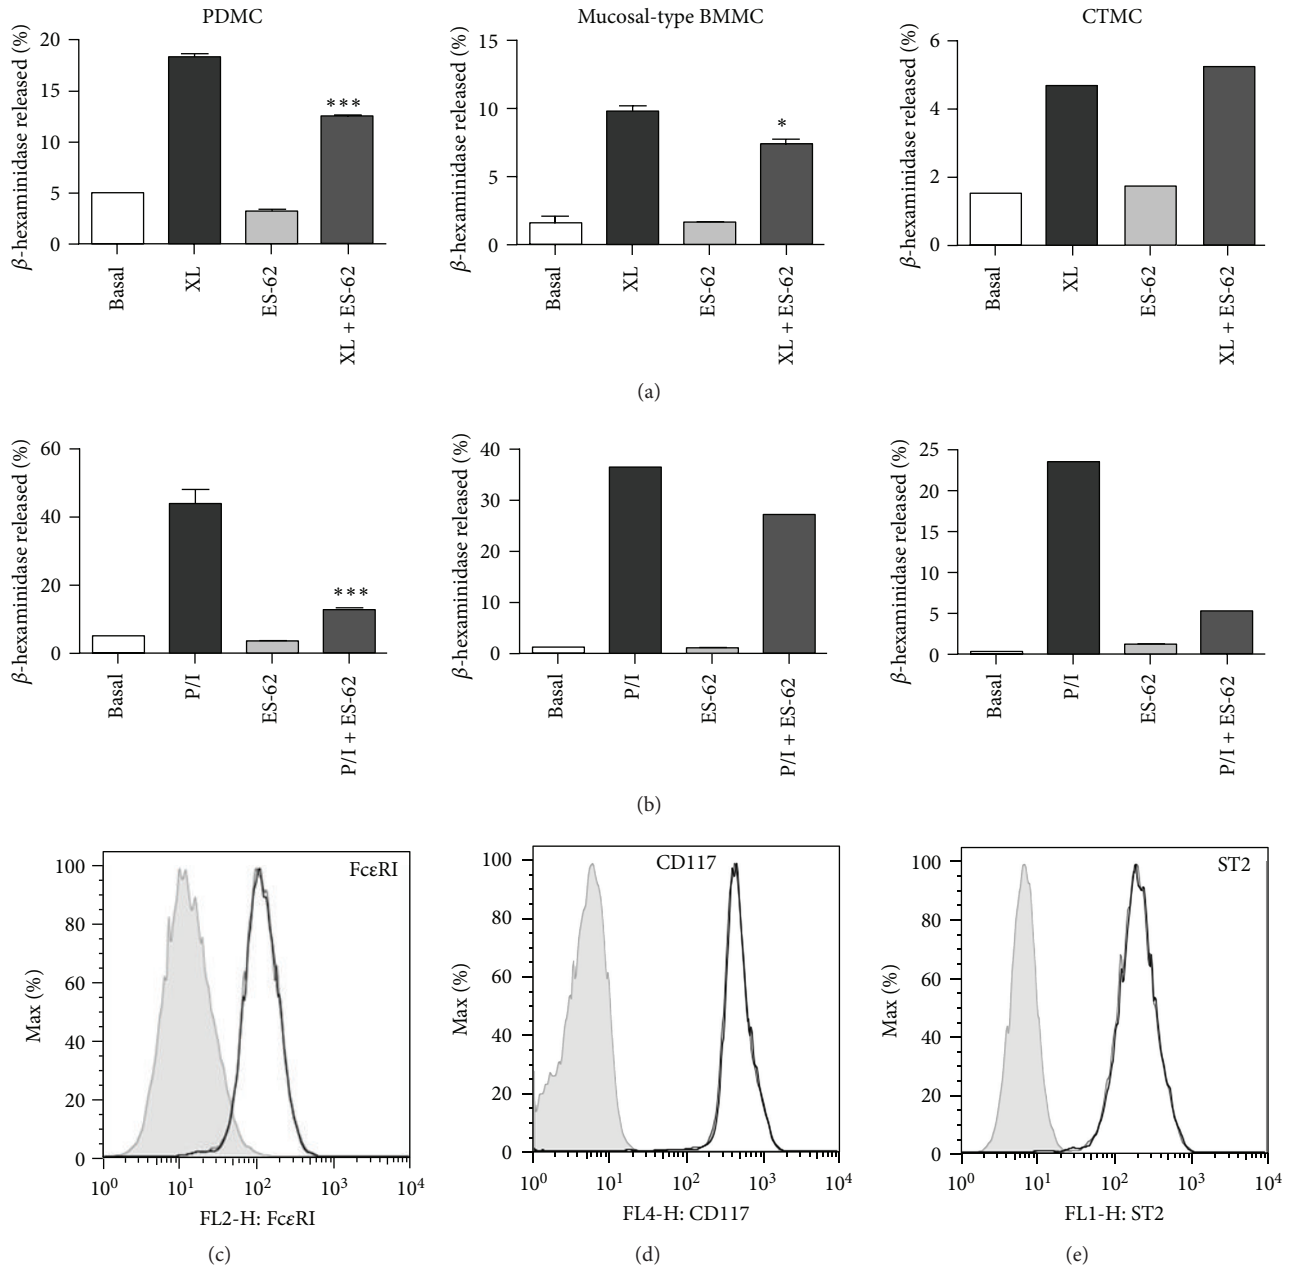 PDMC
β-hexaminidase released (%)
20
15
10
5
0
***
Basal
XL
ES-62
XL + ES-62
Mucosal-type BMMC
β-hexaminidase released (%)
15
10
5
0
*
Basal
XL
ES-62
XL + ES-62
CTMC
β-hexaminidase released (%)
6
4
2
0
Basal
XL
ES-62
XL + ES-62
(a)
β-hexaminidase released (%)
60
40
20
0
***
Basal
P/I
ES-62
P/I + ES-62
β-hexaminidase released (%)
40
30
20
10
0
Basal
P/I
ES-62
P/I + ES-62
β-hexaminidase released (%)
25
20
15
10
5
0
Basal
P/I
ES-62
P/I + ES-62
(b)
FcεRI
Max (%)
100
80
60
40
20
0
10⁰ 10¹ 10² 10³ 10⁴
FL2-H: FcεRI
(c)
CD117
Max (%)
100
80
60
40
20
0
10⁰ 10¹ 10² 10³ 10⁴
FL4-H: CD117
(d)
ST2
Max (%)
100
80
60
40
20
0
10⁰ 10¹ 10² 10³ 10⁴
FL1-H: ST2
(e)